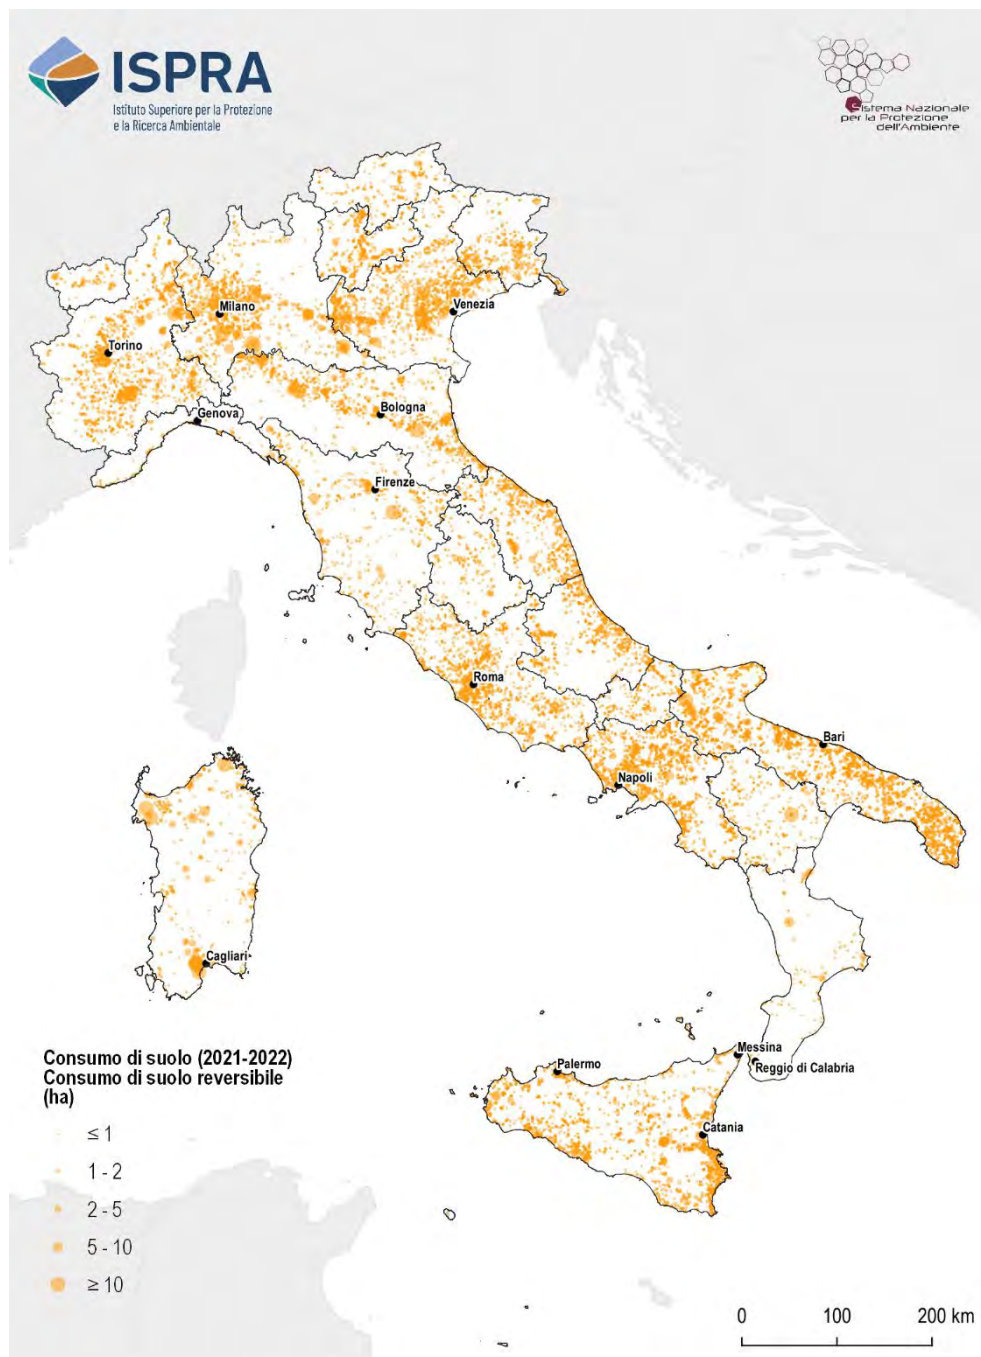 ISPRA
Istituto Superiore per la Protezione
e la Ricerca Ambientale
Sistema Nazionale
per la Protezione
dell'Ambiente
Milano
Venezia
Torino
Genova
Bologna
Firenze
Roma
Bari
Napoli
Cagliari
Messina
Reggio di Calabria
Palermo
Catania
Consumo di suolo (2021-2022)
Consumo di suolo reversibile
(ha)
≤ 1
1 - 2
2 - 5
5 - 10
≥ 10
0 100 200 km